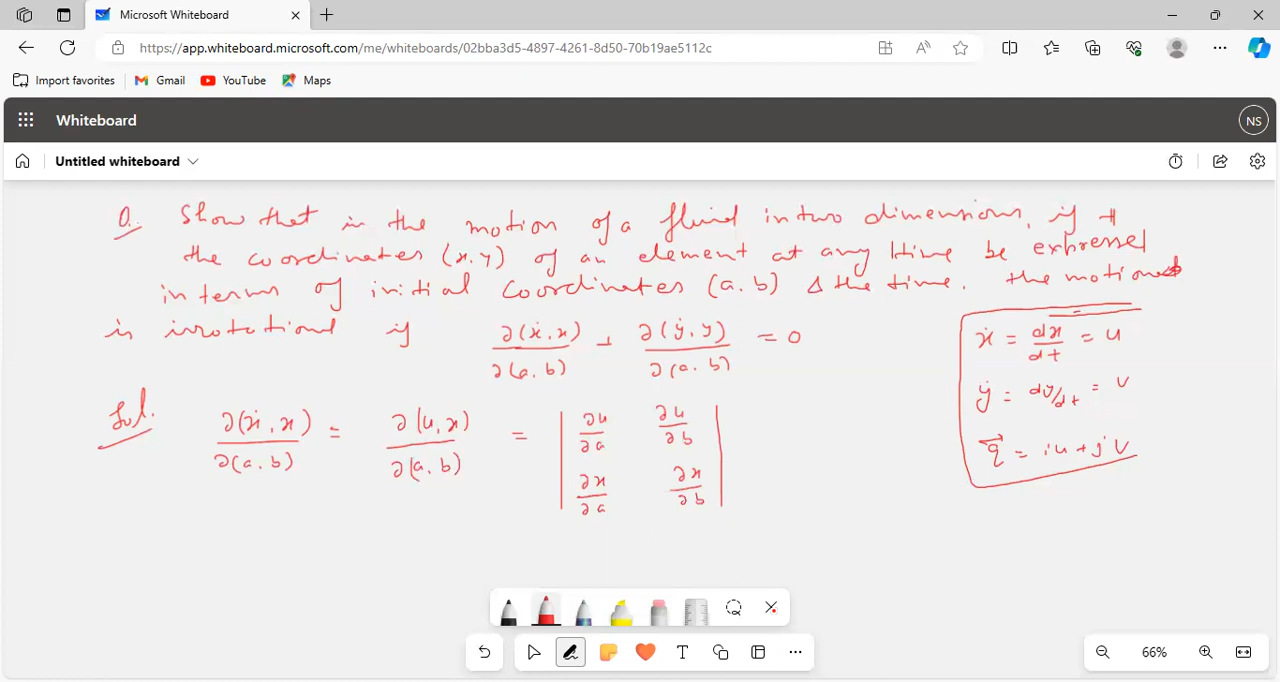 Microsoft Whiteboard
https://app.whiteboard.microsoft.com/me/whiteboards/02bba3d5-4897-4261-8d50-70b19ae5112c
Import favorites Gmail YouTube Maps
Whiteboard NS
Untitled whiteboard
Q. Show that in the motion of a fluid in two dimensions, if t
the coordinates (x.y) of an element at any time be expressed
in terms of initial coordinates (a.b) & the time. the motion
is irrotational if ∂(ẋ,x)/∂(a.b) + ∂(ẏ,y)/∂(a.b) = 0
ẋ = dx/dt = u
ẏ = dy/dt = v
q⃗ = iu + jv
Sol. ∂(ẋ,x)/∂(a.b) = ∂(u,x)/∂(a.b) = | ∂u/∂a ∂u/∂b |
| ∂x/∂a ∂x/∂b |
66%